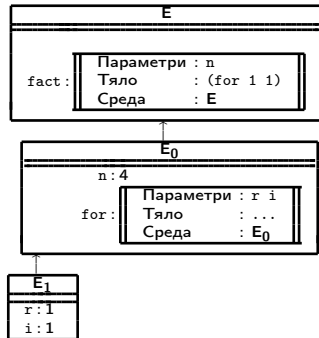 E
Параметри : n
fact : Тяло : (for 1 1)
Среда : E
E₀
n : 4
Параметри : r i
for : Тяло : ...
Среда : E₀
E₁
r : 1
i : 1